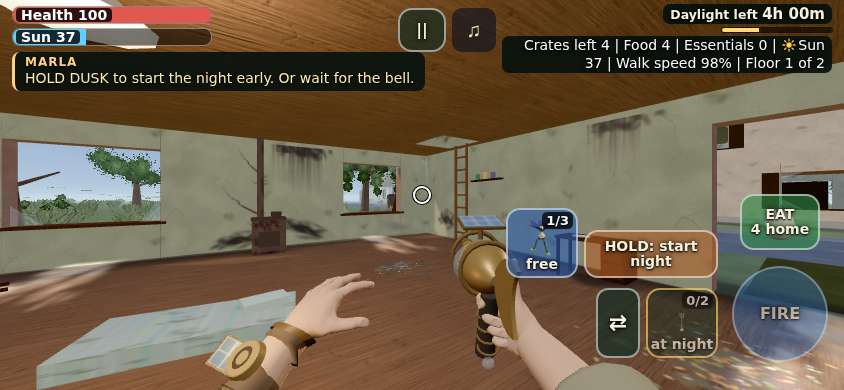 Health 100
Sun 37
MARLA
HOLD DUSK to start the night early. Or wait for the bell.
Daylight left 4h 00m
Crates left 4 | Food 4 | Essentials 0 | ☀Sun
37 | Walk speed 98% | Floor 1 of 2
1/3
free
HOLD: start
night
EAT
4 home
0/2
at night
FIRE